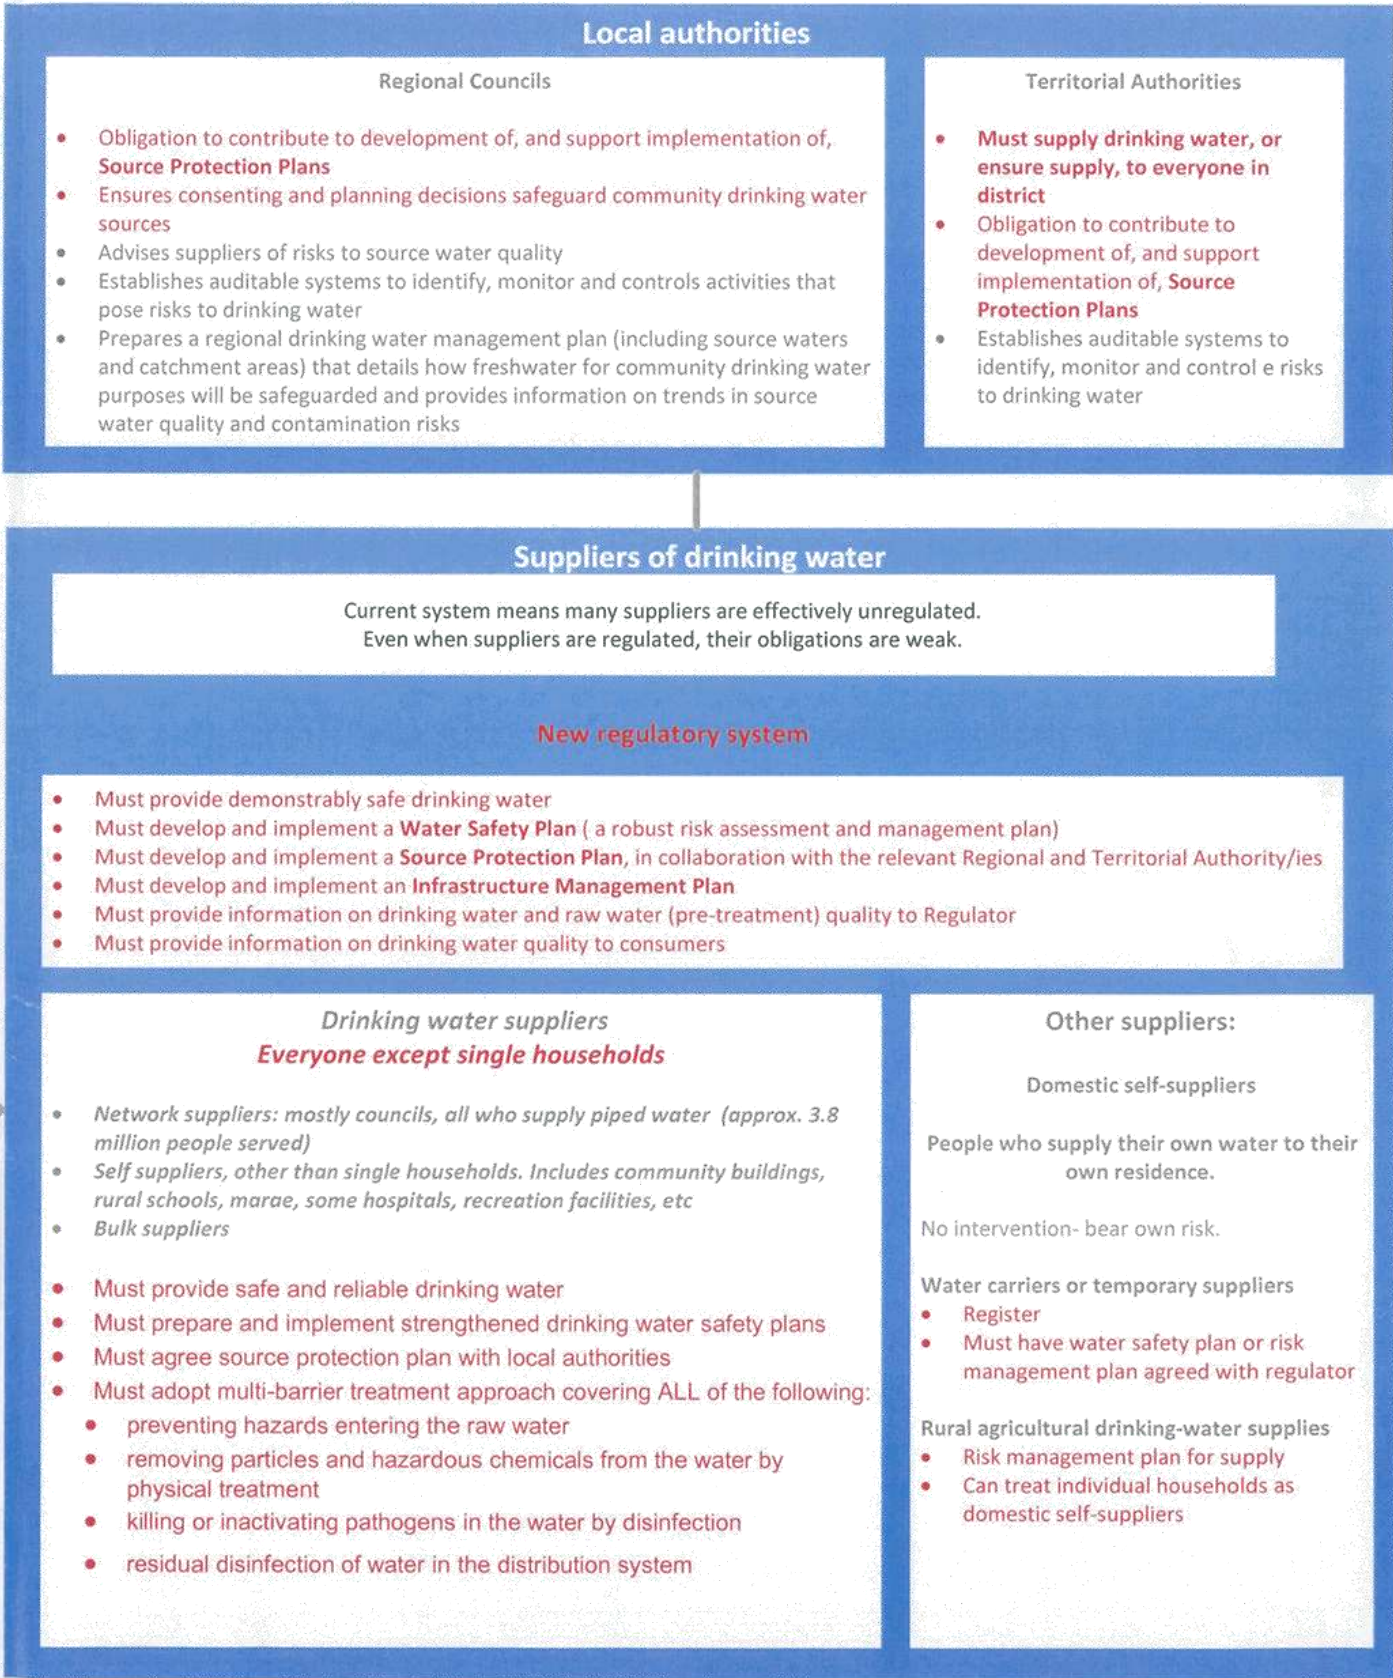 Local authorities
Regional Councils
• Obligation to contribute to development of, and support implementation of,
Source Protection Plans
• Ensures consenting and planning decisions safeguard community drinking water
sources
• Advises suppliers of risks to source water quality
• Establishes auditable systems to identify, monitor and controls activities that
pose risks to drinking water
• Prepares a regional drinking water management plan (including source waters
and catchment areas) that details how freshwater for community drinking water
purposes will be safeguarded and provides information on trends in source
water quality and contamination risks
Territorial Authorities
• Must supply drinking water, or
ensure supply, to everyone in
district
• Obligation to contribute to
development of, and support
implementation of, Source
Protection Plans
• Establishes auditable systems to
identify, monitor and control e risks
to drinking water
Suppliers of drinking water
Current system means many suppliers are effectively unregulated.
Even when suppliers are regulated, their obligations are weak.
New regulatory system
• Must provide demonstrably safe drinking water
• Must develop and implement a Water Safety Plan ( a robust risk assessment and management plan)
• Must develop and implement a Source Protection Plan, in collaboration with the relevant Regional and Territorial Authority/ies
• Must develop and implement an Infrastructure Management Plan
• Must provide information on drinking water and raw water (pre-treatment) quality to Regulator
• Must provide information on drinking water quality to consumers
Drinking water suppliers
Everyone except single households
• Network suppliers: mostly councils, all who supply piped water (approx. 3.8
million people served)
• Self suppliers, other than single households. Includes community buildings,
rural schools, marae, some hospitals, recreation facilities, etc
• Bulk suppliers
• Must provide safe and reliable drinking water
• Must prepare and implement strengthened drinking water safety plans
• Must agree source protection plan with local authorities
• Must adopt multi-barrier treatment approach covering ALL of the following:
• preventing hazards entering the raw water
• removing particles and hazardous chemicals from the water by
physical treatment
• killing or inactivating pathogens in the water by disinfection
• residual disinfection of water in the distribution system
Other suppliers:
Domestic self-suppliers
People who supply their own water to their
own residence.
No intervention- bear own risk.
Water carriers or temporary suppliers
• Register
• Must have water safety plan or risk
management plan agreed with regulator
Rural agricultural drinking-water supplies
• Risk management plan for supply
• Can treat individual households as
domestic self-suppliers